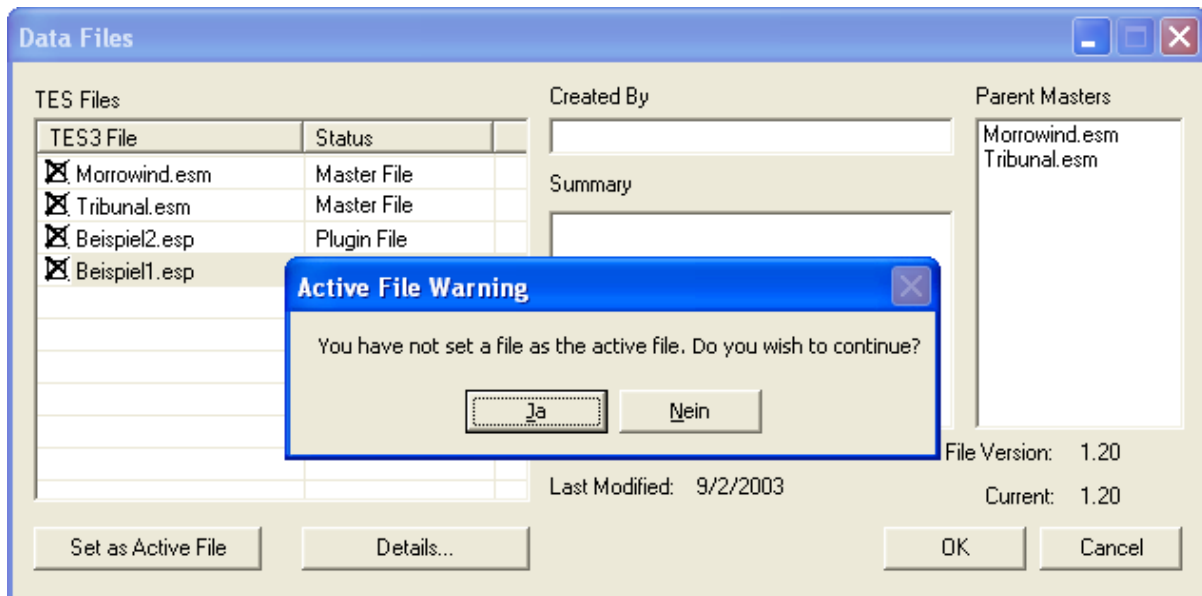 Data Files
TES Files
TES3 File Status
Morrowind.esm Master File
Tribunal.esm Master File
Beispiel2.esp Plugin File
Beispiel1.esp
Created By
Summary
Parent Masters
Morrowind.esm
Tribunal.esm
Active File Warning
You have not set a file as the active file. Do you wish to continue?
Ja Nein
File Version: 1.20
Last Modified: 9/2/2003
Current: 1.20
Set as Active File Details... OK Cancel